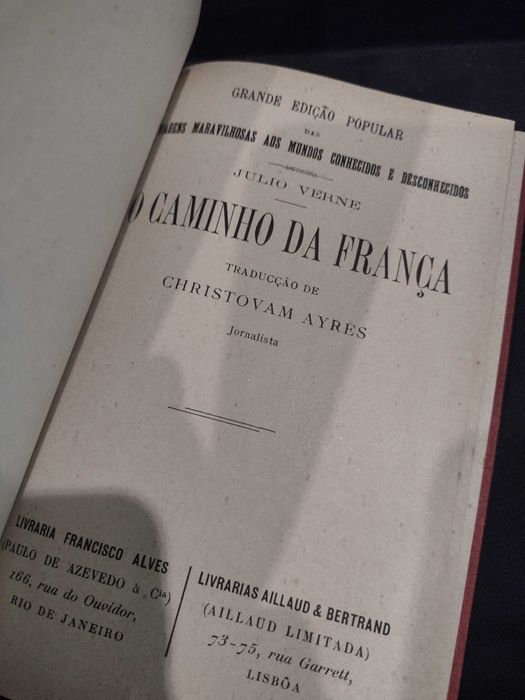 GRANDE EDIÇÃO POPULAR
DAS
MARAVILHOSAS AOS MUNDOS CONHECIDOS E DESCONHECIDOS
JULIO VERNE
O CAMINHO DA FRANÇA
TRADUCÇÃO DE
CHRISTOVAM AYRES
Jornalista
LIVRARIA FRANCISCO ALVES
(PAULO DE AZEVEDO & Cia)
166, rua do Ouvidor,
RIO DE JANEIRO
LIVRARIAS AILLAUD & BERTRAND
(AILLAUD LIMITADA)
73-75, rua Garrett,
LISBÔA